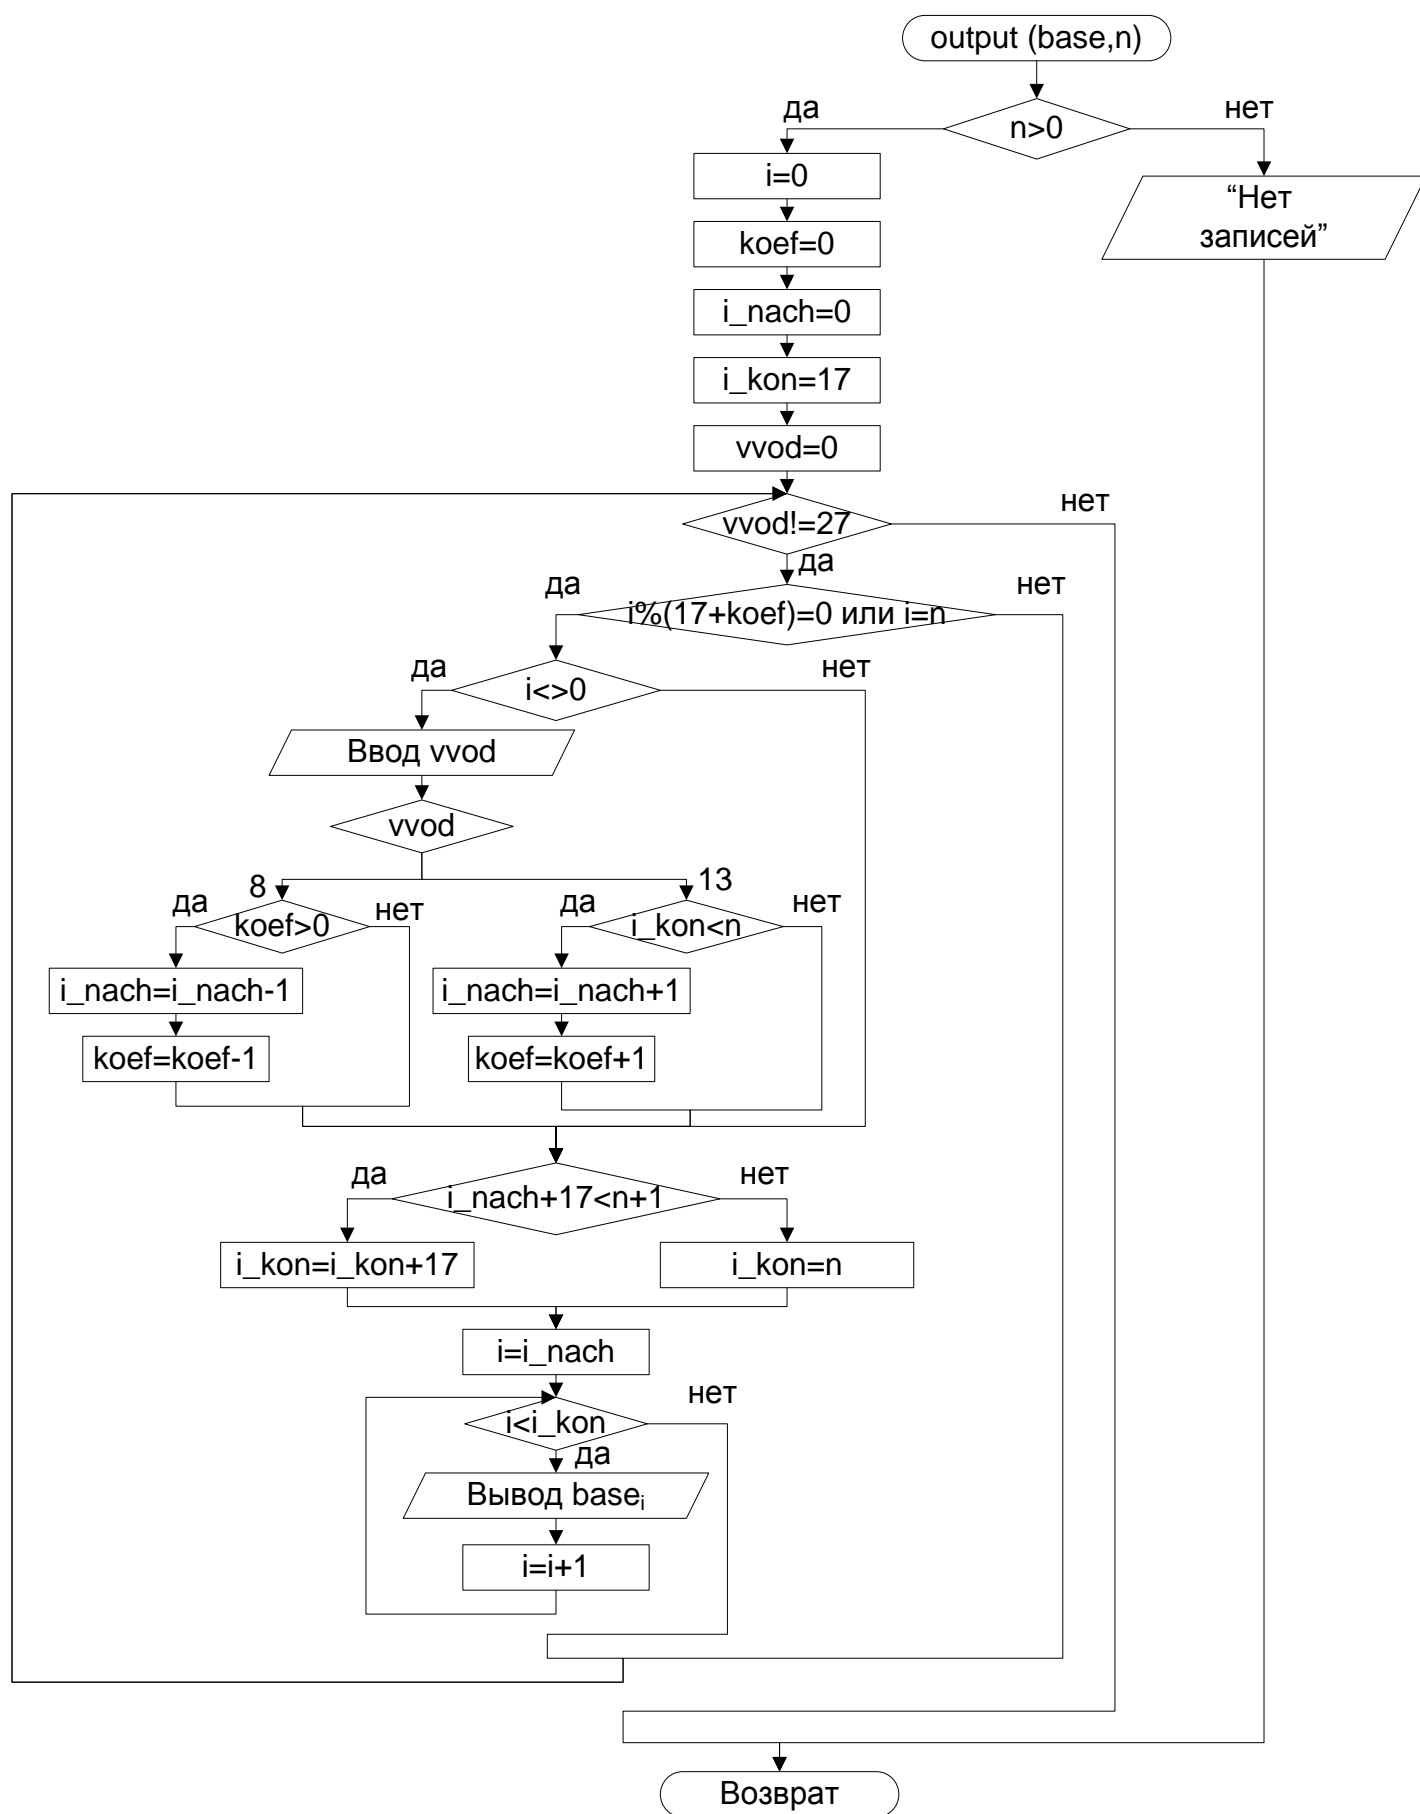 output (base,n)
да
нет
n>0
i=0
“Нет
записей”
koef=0
i_nach=0
i_kon=17
vvod=0
нет
vvod!=27
да
да
нет
i%(17+koef)=0 или i=n
да
нет
i<>0
Ввод vvod
vvod
8
13
да
нет
да
нет
koef>0
i_kon<n
i_nach=i_nach-1
i_nach=i_nach+1
koef=koef-1
koef=koef+1
да
нет
i_nach+17<n+1
i_kon=i_kon+17
i_kon=n
i=i_nach
нет
i<i_kon
да
Вывод baseᵢ
i=i+1
Возврат